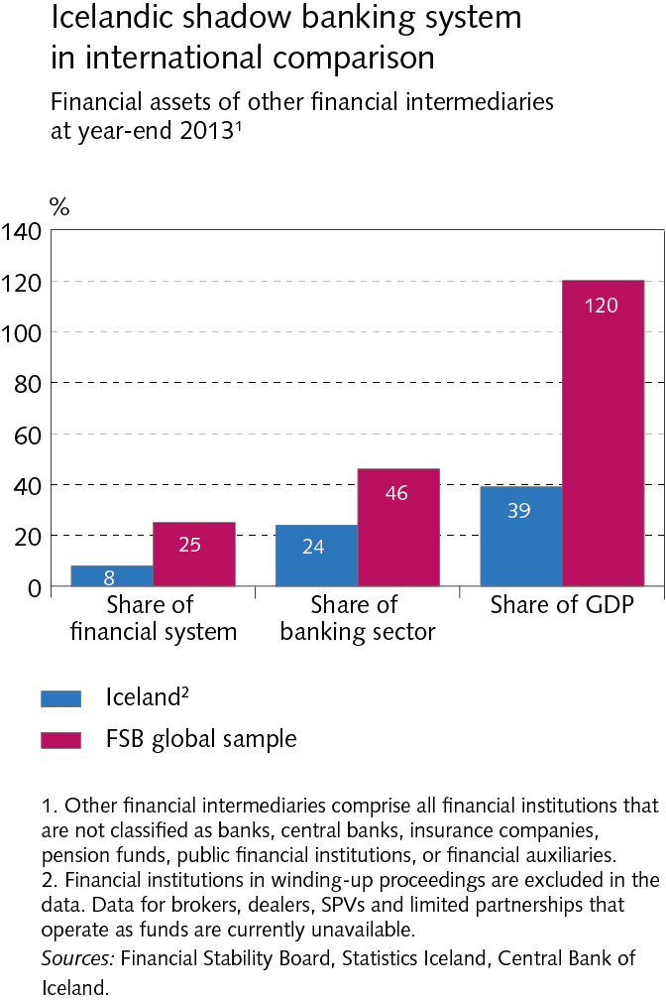 Icelandic shadow banking system
in international comparison
Financial assets of other financial intermediaries
at year-end 2013¹
%
140
120
100
80
60
40
20
0
8
25
24
46
39
120
Share of
financial system
Share of
banking sector
Share of GDP
Iceland²
FSB global sample
1. Other financial intermediaries comprise all financial institutions that
are not classified as banks, central banks, insurance companies,
pension funds, public financial institutions, or financial auxiliaries.
2. Financial institutions in winding-up proceedings are excluded in the
data. Data for brokers, dealers, SPVs and limited partnerships that
operate as funds are currently unavailable.
Sources: Financial Stability Board, Statistics Iceland, Central Bank of
Iceland.